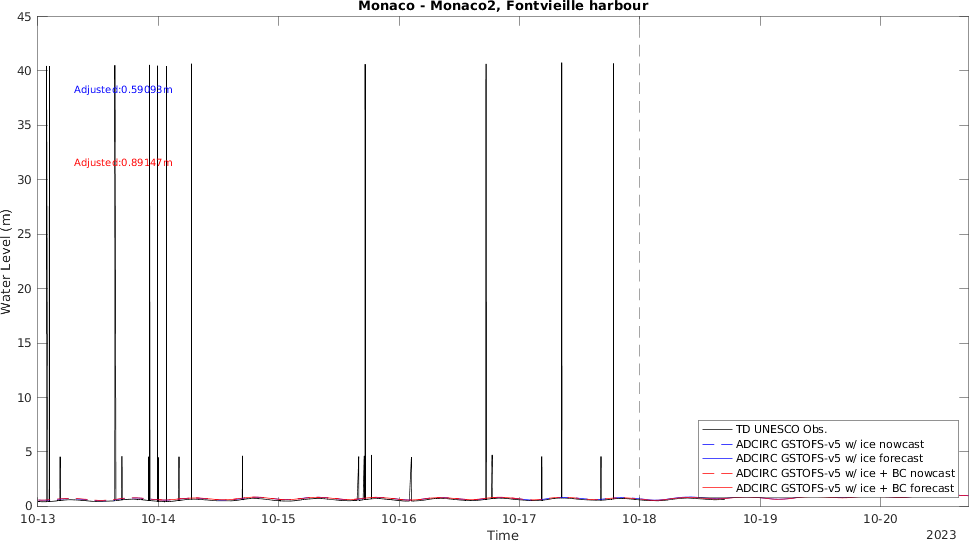 Monaco - Monaco2, Fontvieille harbour
45
40
35
30
25
20
15
10
5
0
Water Level (m)
Adjusted:0.59093m
Adjusted:0.89147m
TD UNESCO Obs.
ADCIRC GSTOFS-v5 w/ ice nowcast
ADCIRC GSTOFS-v5 w/ ice forecast
ADCIRC GSTOFS-v5 w/ ice + BC nowcast
ADCIRC GSTOFS-v5 w/ ice + BC forecast
10-13 10-14 10-15 10-16 10-17 10-18 10-19 10-20
Time
2023